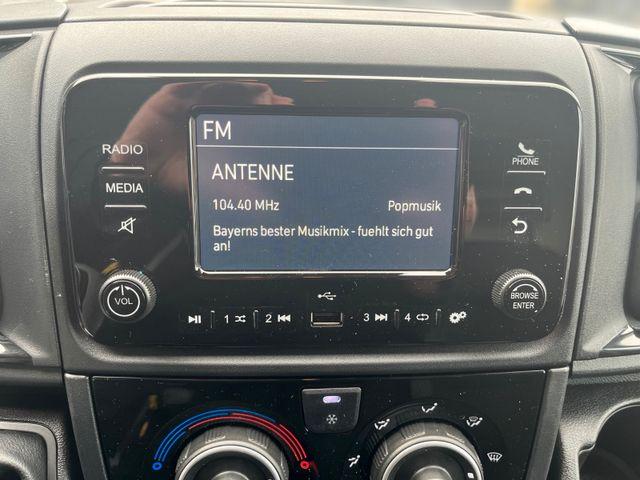 FM
ANTENNE
104.40 MHz Popmusik
Bayerns bester Musikmix - fuehlt sich gut
an!
RADIO
MEDIA
VOL
PHONE
BROWSE
ENTER
1 2 3 4